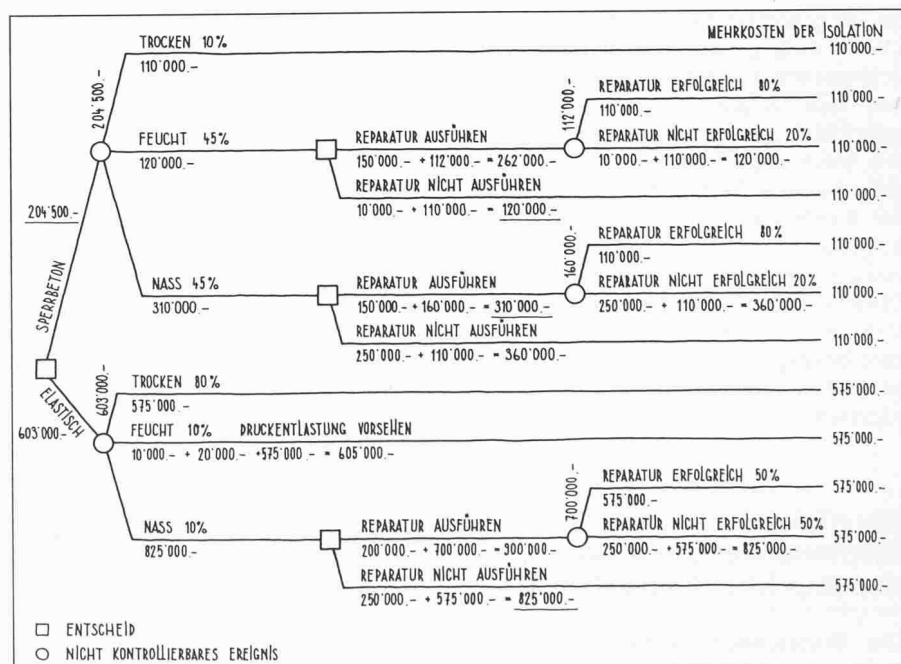 MEHRKOSTEN DER ISOLATION
TROCKEN 10%
110'000.-
110'000.-
204'500.-
REPARATUR ERFOLGREICH 80%
110'000.-
110'000.-
112'000.-
FEUCHT 45%
120'000.-
REPARATUR AUSFÜHREN
150'000.- + 112'000.- = 262'000.-
REPARATUR NICHT ERFOLGREICH 20%
10'000.- + 110'000.- = 120'000.-
110'000.-
REPARATUR NICHT AUSFÜHREN
10'000.- + 110'000.- = 120'000.-
110'000.-
204'500.-
SPERRBETON
REPARATUR ERFOLGREICH 80%
110'000.-
110'000.-
160'000.-
NASS 45%
310'000.-
REPARATUR AUSFÜHREN
150'000.- + 160'000.- = 310'000.-
REPARATUR NICHT ERFOLGREICH 20%
250'000.- + 110'000.- = 360'000.-
110'000.-
REPARATUR NICHT AUSFÜHREN
250'000.- + 110'000.- = 360'000.-
110'000.-
ELASTISCH
603'000.-
603'000.-
TROCKEN 80%
575'000.-
575'000.-
FEUCHT 10% DRUCKENTLASTUNG VORSEHEN
10'000.- + 20'000.- +575'000.- = 605'000.-
575'000.-
REPARATUR ERFOLGREICH 50%
575'000.-
575'000.-
700'000.-
NASS 10%
825'000.-
REPARATUR AUSFÜHREN
200'000.- + 700'000.- = 900'000.-
REPARATUR NICHT ERFOLGREICH 50%
250'000.- + 575'000.- = 825'000.-
575'000.-
REPARATUR NICHT AUSFÜHREN
250'000.- + 575'000.- = 825'000.-
575'000.-
ENTSCHEID
NICHT KONTROLLIERBARES EREIGNIS